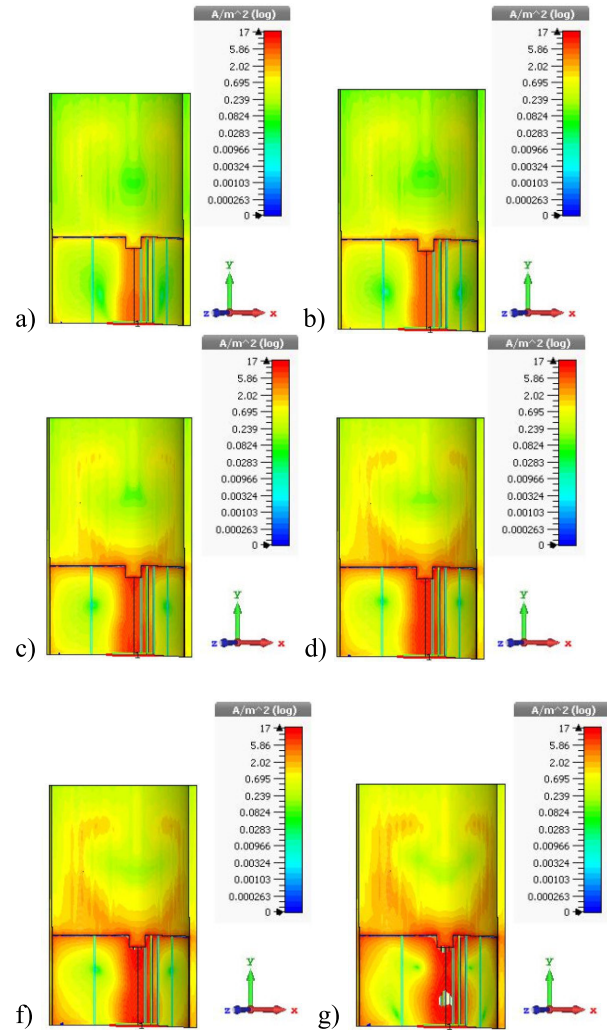 A/m^2 (log)
17
5.86
2.02
0.695
0.239
0.0824
0.0283
0.00966
0.00324
0.00103
0.000263
0
Y
z
x
a)
A/m^2 (log)
17
5.86
2.02
0.695
0.239
0.0824
0.0283
0.00966
0.00324
0.00103
0.000263
0
Y
z
x
b)
A/m^2 (log)
17
5.86
2.02
0.695
0.239
0.0824
0.0283
0.00966
0.00324
0.00103
0.000263
0
Y
z
x
c)
A/m^2 (log)
17
5.86
2.02
0.695
0.239
0.0824
0.0283
0.00966
0.00324
0.00103
0.000263
0
Y
z
x
d)
A/m^2 (log)
17
5.86
2.02
0.695
0.239
0.0824
0.0283
0.00966
0.00324
0.00103
0.000263
0
Y
z
x
f)
A/m^2 (log)
17
5.86
2.02
0.695
0.239
0.0824
0.0283
0.00966
0.00324
0.00103
0.000263
0
Y
z
x
g)